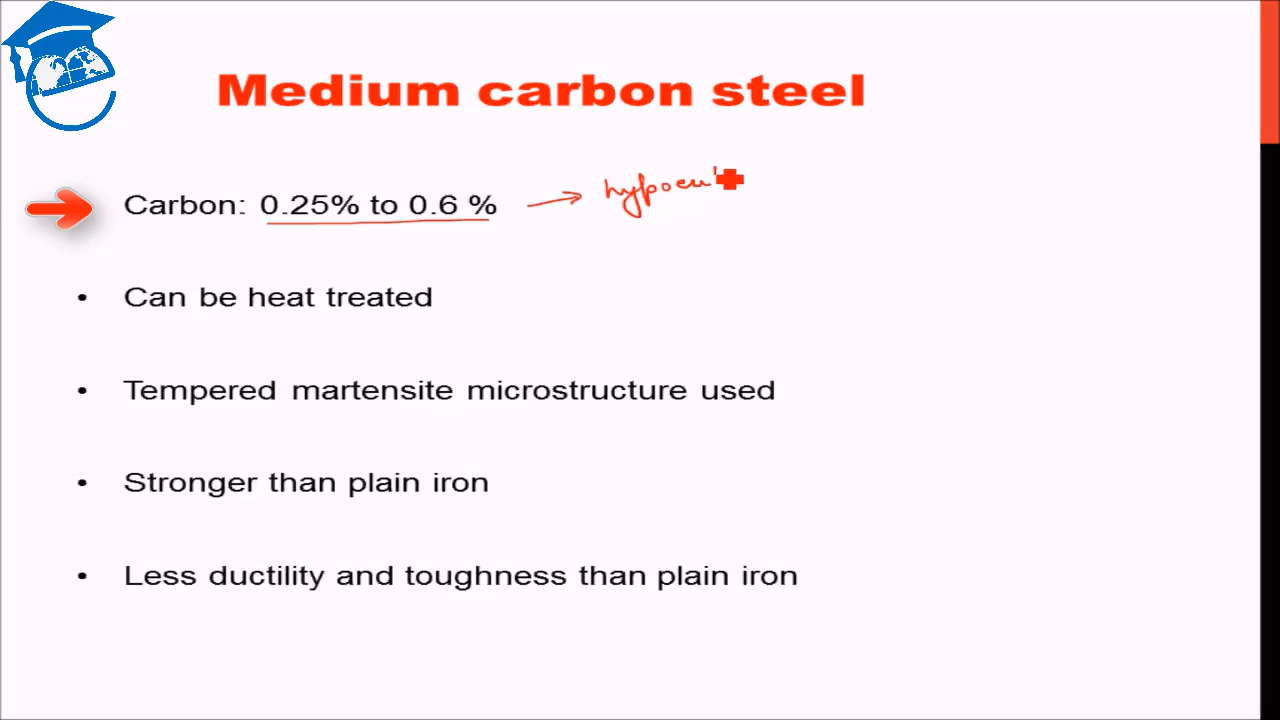 Medium carbon steel
Carbon: 0.25% to 0.6 % → hypoeu
• Can be heat treated
• Tempered martensite microstructure used
• Stronger than plain iron
• Less ductility and toughness than plain iron